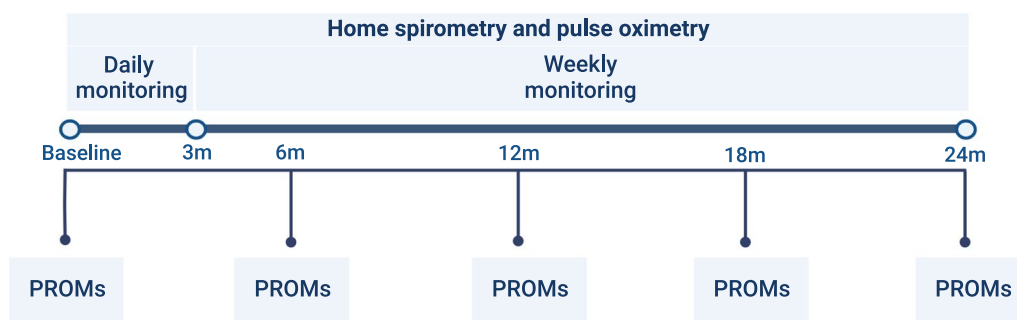 Home spirometry and pulse oximetry
Daily
monitoring
Weekly
monitoring
Baseline
3m
6m
12m
18m
24m
PROMs
PROMs
PROMs
PROMs
PROMs